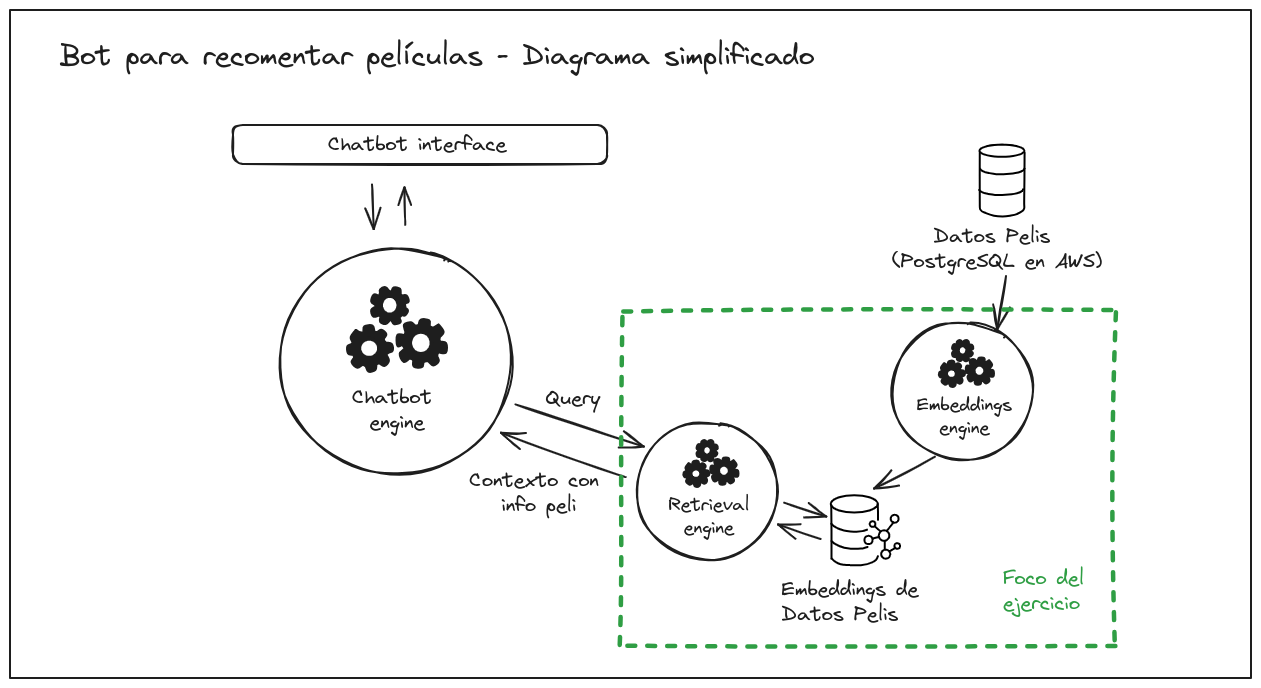 Bot para recomentar películas - Diagrama simplificado
Chatbot interface
Datos Pelis
(PostgreSQL en AWS)
Chatbot
engine
Query
Embeddings
engine
Contexto con
info peli
Retrieval
engine
Embeddings de
Datos Pelis
Foco del
ejercicio